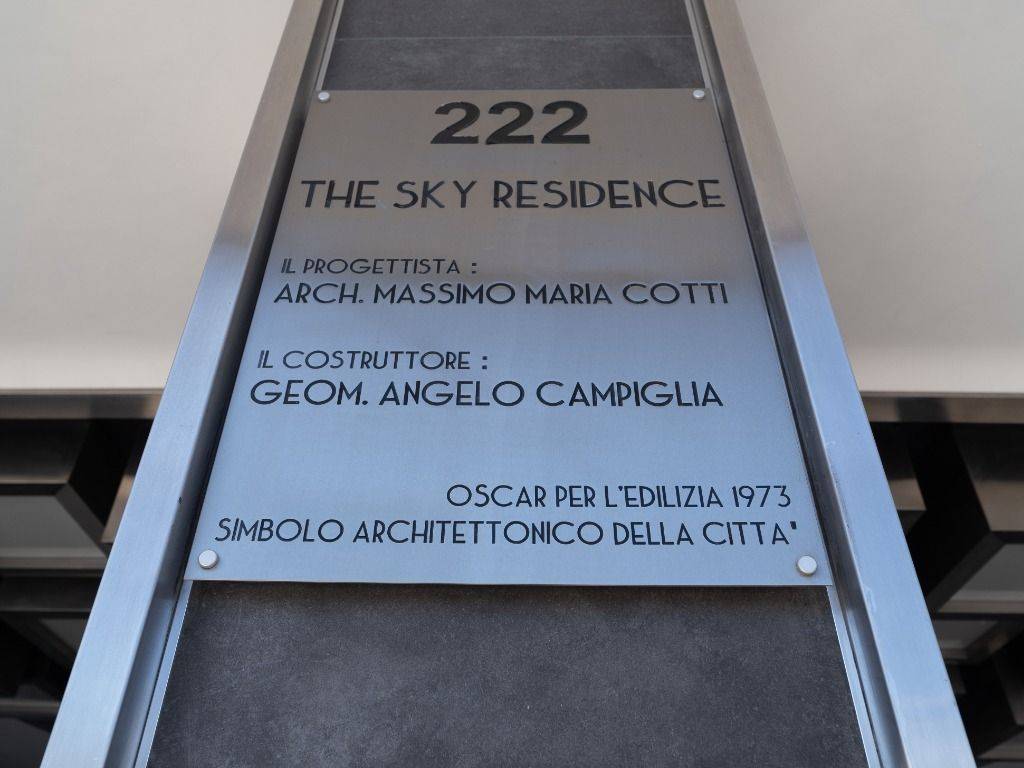 222
THE SKY RESIDENCE
IL PROGETTISTA :
ARCH. MASSIMO MARIA COTTI
IL COSTRUTTORE :
GEOM. ANGELO CAMPIGLIA
OSCAR PER L'EDILIZIA 1973
SIMBOLO ARCHITETTONICO DELLA CITTA'